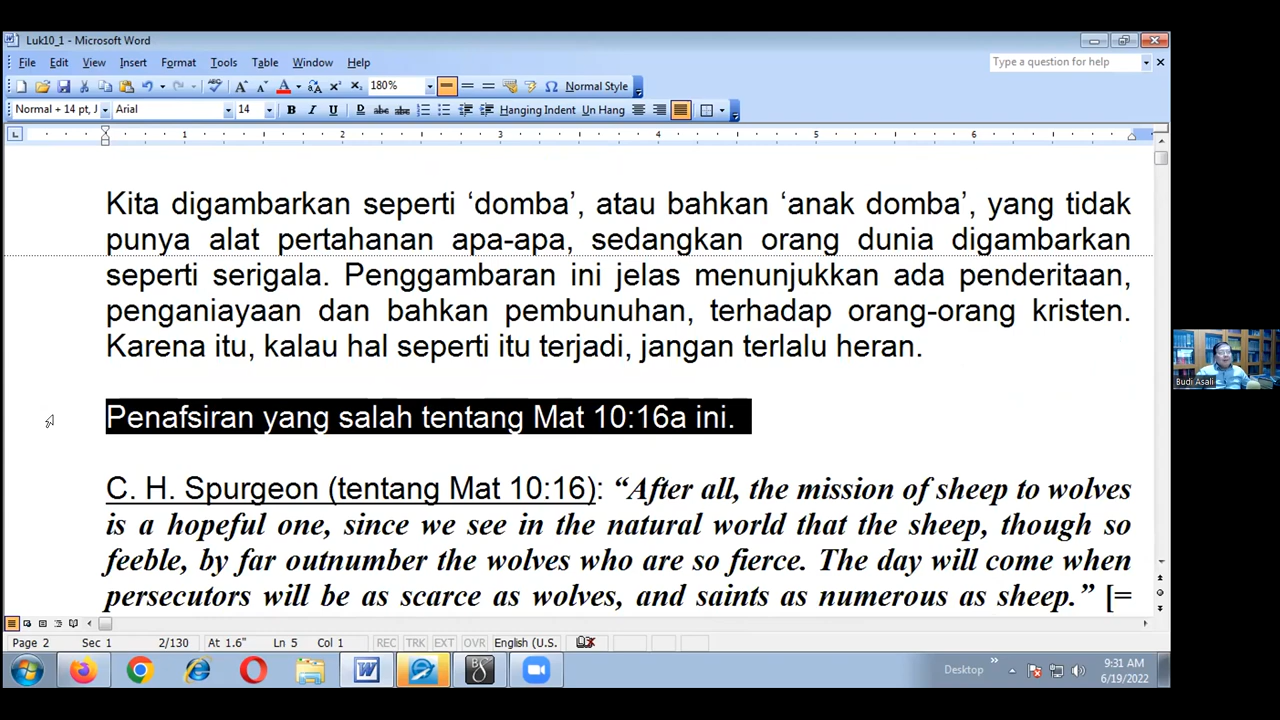 Luk10_1 - Microsoft Word
File Edit View Insert Format Tools Table Window Help
Type a question for help
180% Normal Style
Normal + 14 pt, J Arial 14 B I U abc abc Hanging Indent Un Hang
1 2 3 4 5 6
Kita digambarkan seperti ‘domba’, atau bahkan ‘anak domba’, yang tidak
punya alat pertahanan apa-apa, sedangkan orang dunia digambarkan
seperti serigala. Penggambaran ini jelas menunjukkan ada penderitaan,
penganiayaan dan bahkan pembunuhan, terhadap orang-orang kristen.
Karena itu, kalau hal seperti itu terjadi, jangan terlalu heran.
Budi Asali
Penafsiran yang salah tentang Mat 10:16a ini.
C. H. Spurgeon (tentang Mat 10:16): “After all, the mission of sheep to wolves
is a hopeful one, since we see in the natural world that the sheep, though so
feeble, by far outnumber the wolves who are so fierce. The day will come when
persecutors will be as scarce as wolves, and saints as numerous as sheep.” [=
Page 2 Sec 1 2/130 At 1.6" Ln 5 Col 1 REC TRK EXT OVR English (U.S.
Desktop 9:31 AM
6/19/2022